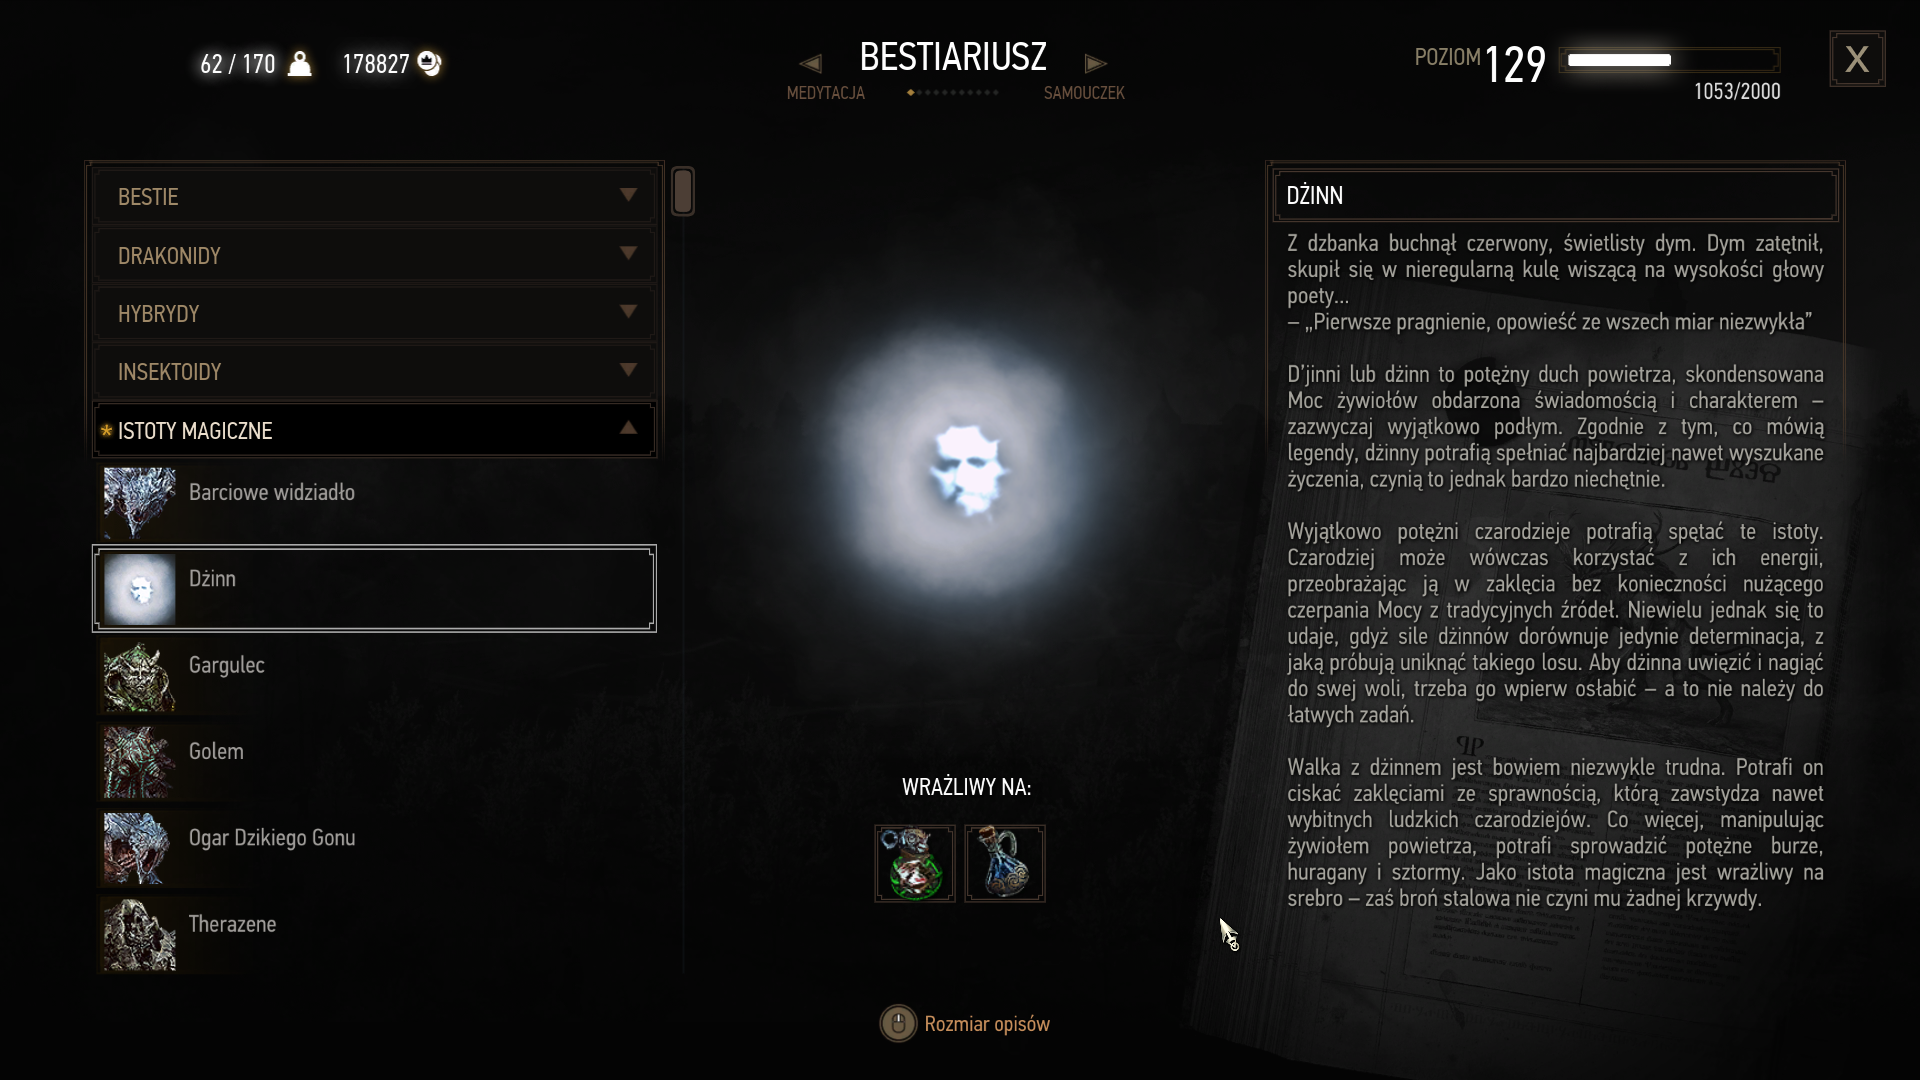 62 / 170
178827
BESTIARIUSZ
MEDYTACJA
SAMOUCZEK
POZIOM 129
1053/2000
X
BESTIE
DRAKONIDY
HYBRYDY
INSEKTOIDY
ISTOTY MAGICZNE
Barciowe widziadło
Dżinn
Gargulec
Golem
Ogar Dzikiego Gonu
Therazene
WRAŻLIWY NA:
Rozmiar opisów
DŻINN
Z dzbanka buchnął czerwony, świetlisty dym. Dym zatętnił,
skupił się w nieregularną kulę wiszącą na wysokości głowy
poety...
– „Pierwsze pragnienie, opowieść ze wszech miar niezwykła”
D'jinni lub dżinn to potężny duch powietrza, skondensowana
Moc żywiołów obdarzona świadomością i charakterem –
zazwyczaj wyjątkowo podłym. Zgodnie z tym, co mówią
legendy, dżinny potrafią spełniać najbardziej nawet wyszukane
życzenia, czynią to jednak bardzo niechętnie.
Wyjątkowo potężni czarodzieje potrafią spętać te istoty.
Czarodziej może wówczas korzystać z ich energii,
przeobrażając ją w zaklęcia bez konieczności nużącego
czerpania Mocy z tradycyjnych źródeł. Niewielu jednak się to
udaje, gdyż sile dżinnów dorównuje jedynie determinacja, z
jaką próbują uniknąć takiego losu. Aby dżinna uwięzić i nagiąć
do swej woli, trzeba go wpierw osłabić – a to nie należy do
łatwych zadań.
Walka z dżinnem jest bowiem niezwykle trudna. Potrafi on
ciskać zaklęciami ze sprawnością, którą zawstydza nawet
wybitnych ludzkich czarodziejów. Co więcej, manipulując
żywiołem powietrza, potrafi sprowadzić potężne burze,
huragany i sztormy. Jako istota magiczna jest wrażliwy na
srebro – zaś broń stalowa nie czyni mu żadnej krzywdy.